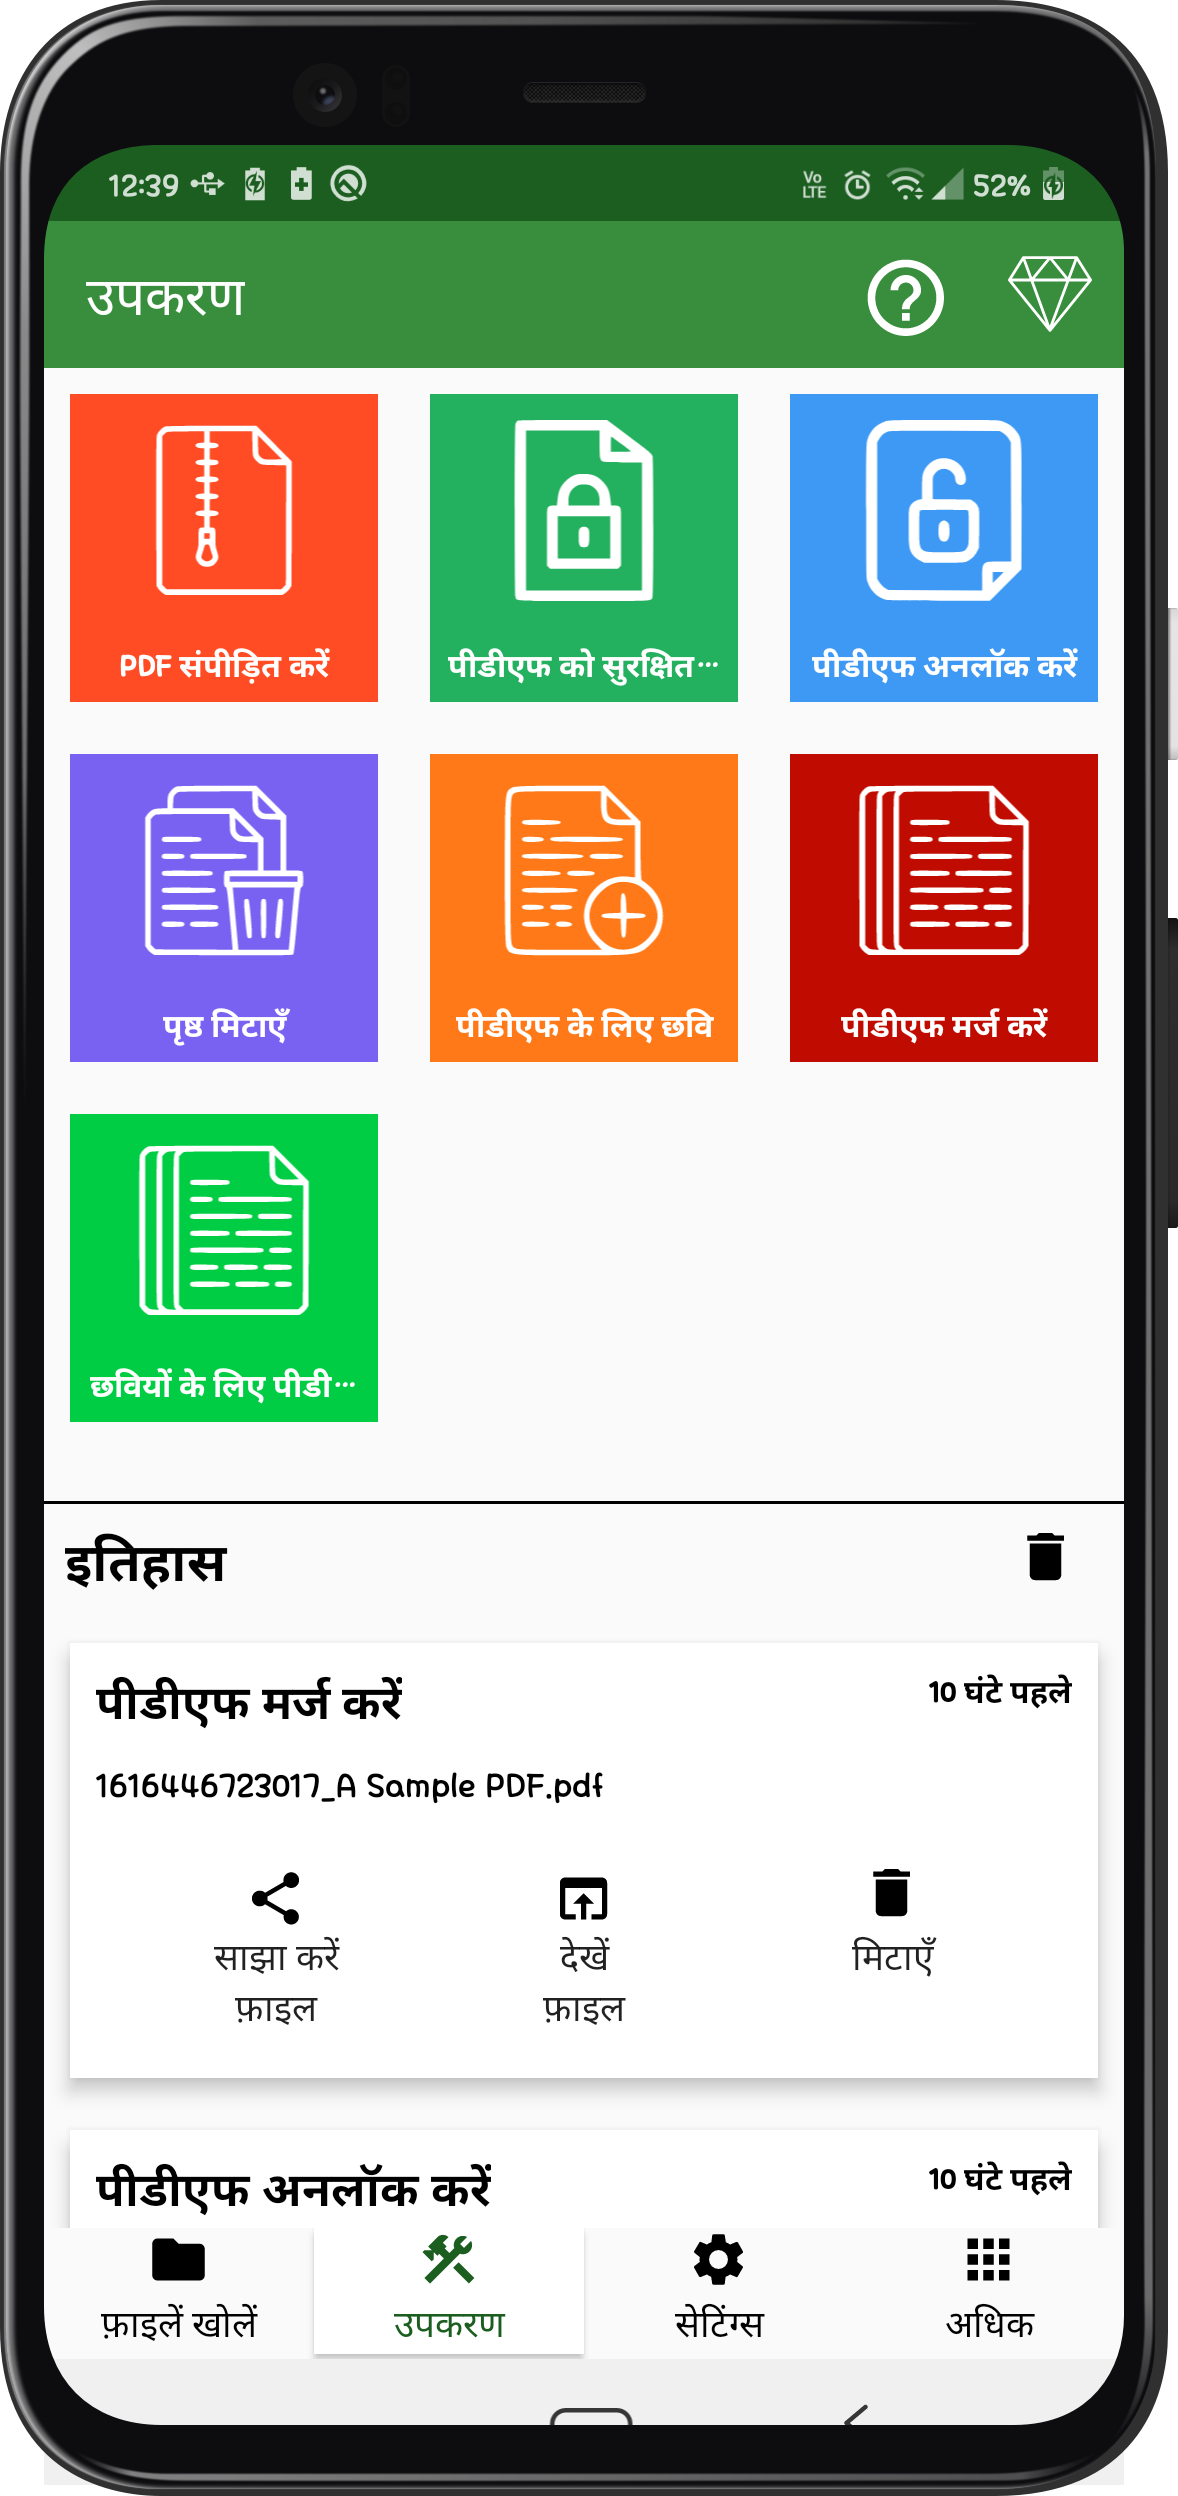 12:39
Vo
LTE
52%
उपकरण
PDF संपीड़ित करें
पीडीएफ को सुरक्षित…
पीडीएफ अनलॉक करें
पृष्ठ मिटाएँ
पीडीएफ के लिए छवि
पीडीएफ मर्ज करें
छवियों के लिए पीडी…
इतिहास
पीडीएफ मर्ज करें
10 घंटे पहले
1616446723017_A Sample PDF.pdf
साझा करें
फ़ाइल
देखें
फ़ाइल
मिटाएँ
पीडीएफ अनलॉक करें
10 घंटे पहले
फ़ाइलें खोलें
उपकरण
सेटिंग्स
अधिक